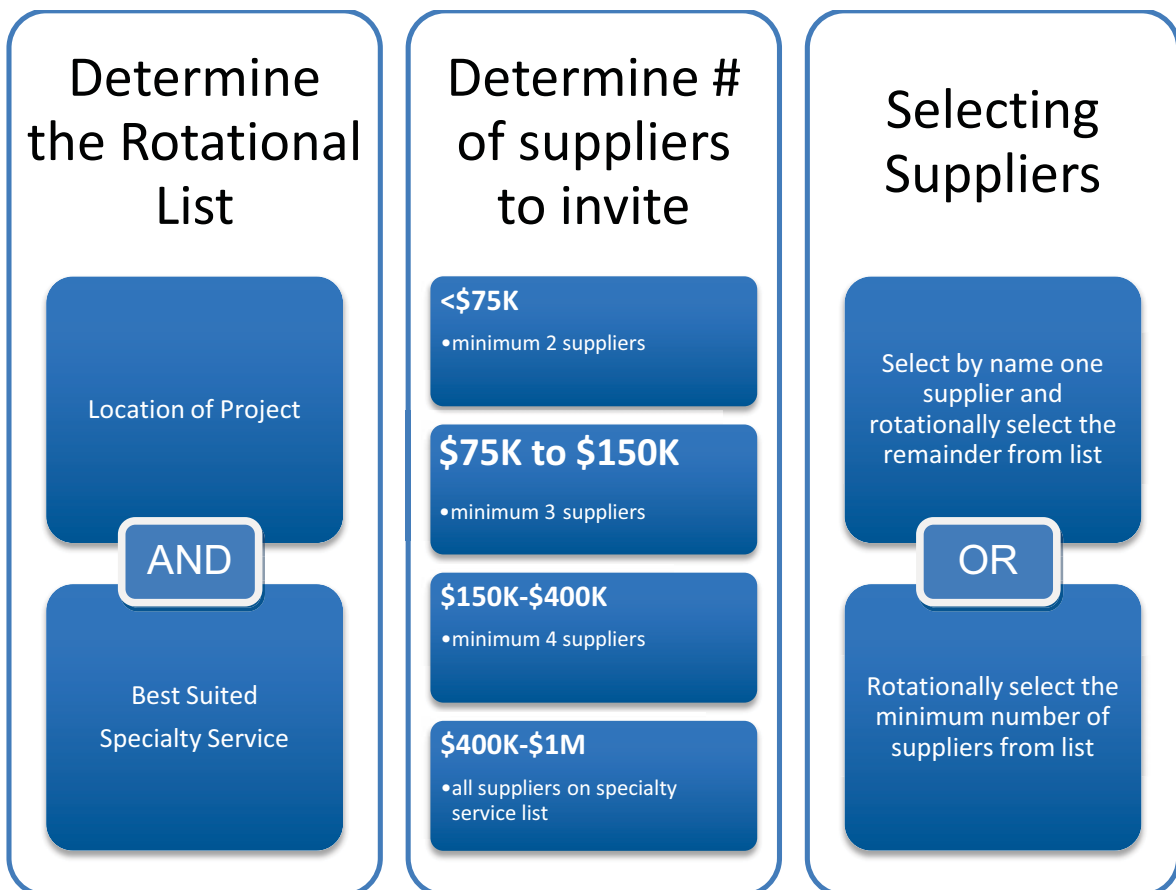 Determine
the Rotational
List
Location of Project
AND
Best Suited
Specialty Service
Determine #
of suppliers
to invite
<$75K
•minimum 2 suppliers
$75K to $150K
•minimum 3 suppliers
$150K-$400K
•minimum 4 suppliers
$400K-$1M
•all suppliers on specialty
service list
Selecting
Suppliers
Select by name one
supplier and
rotationally select the
remainder from list
OR
Rotationally select the
minimum number of
suppliers from list